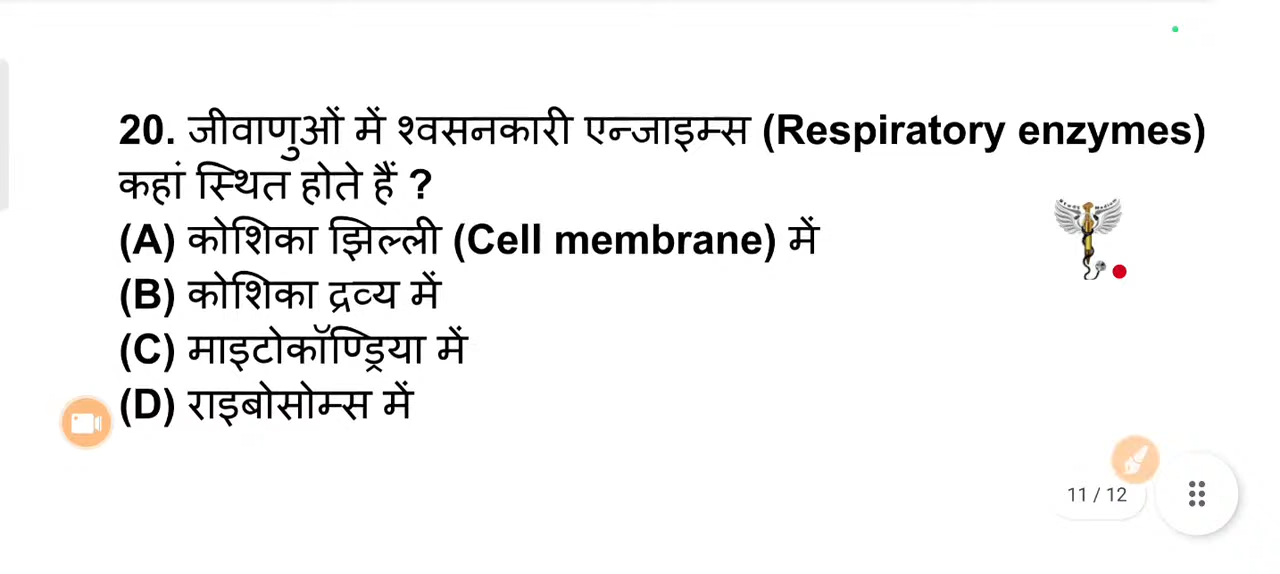 20. जीवाणुओं में श्वसनकारी एन्जाइम्स (Respiratory enzymes)
कहां स्थित होते हैं ?
(A) कोशिका झिल्ली (Cell membrane) में
(B) कोशिका द्रव्य में
(C) माइटोकॉण्ड्रिया में
(D) राइबोसोम्स में
11 / 12